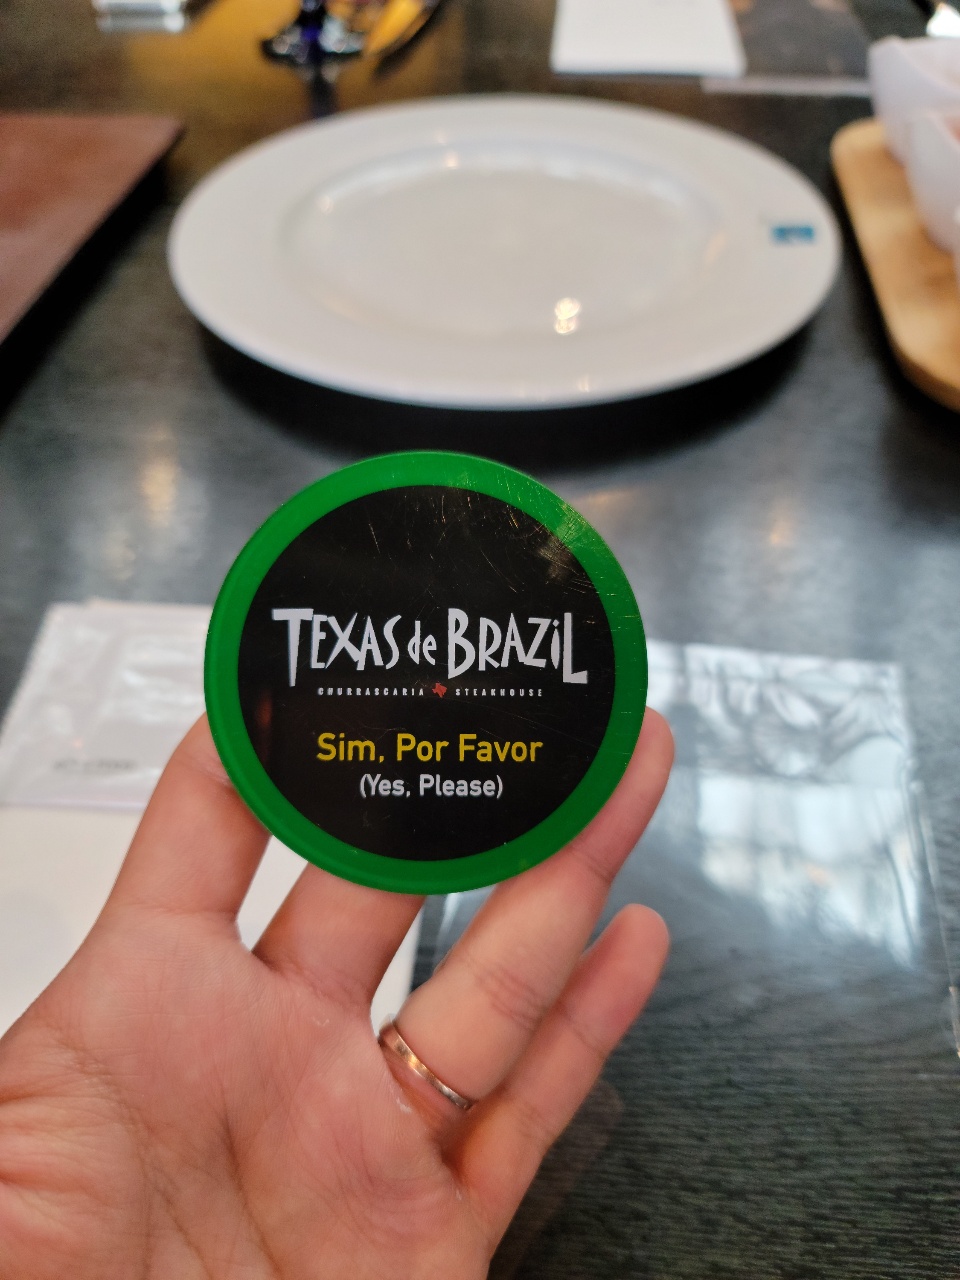 TEXAS de BRAZiL
CHURRASCARIA STEAKHOUSE
Sim, Por Favor
(Yes, Please)